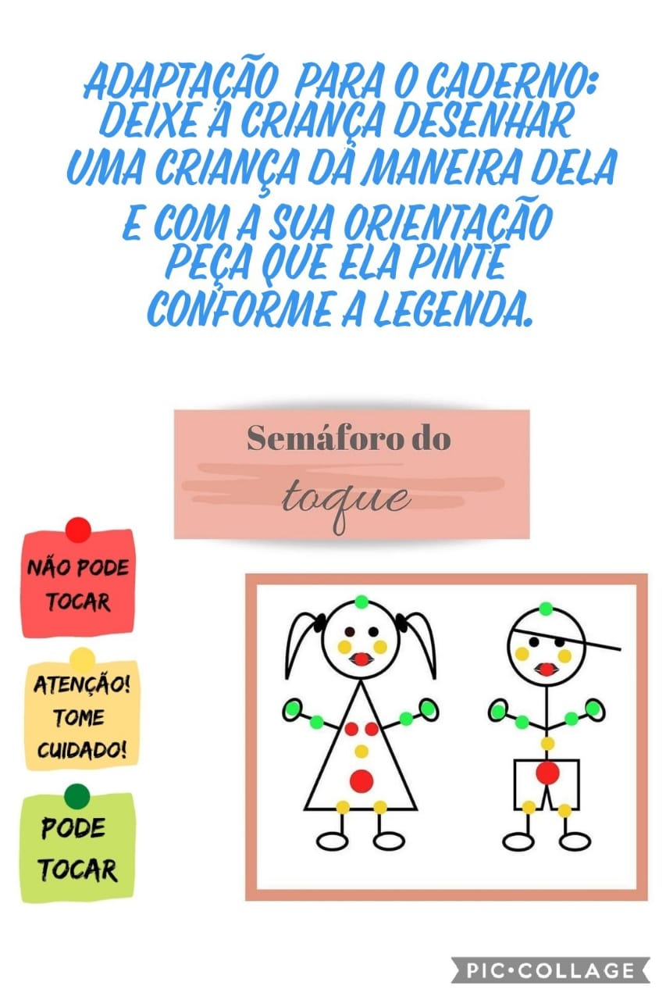 ADAPTAÇÃO PARA O CADERNO:
DEIXE A CRIANÇA DESENHAR
UMA CRIANÇA DA MANEIRA DELA
E COM A SUA ORIENTAÇÃO
PEÇA QUE ELA PINTE
CONFORME A LEGENDA.
Semáforo do
toque
NÃO PODE
TOCAR
ATENÇÃO!
TOME
CUIDADO!
PODE
TOCAR
PIC•COLLAGE